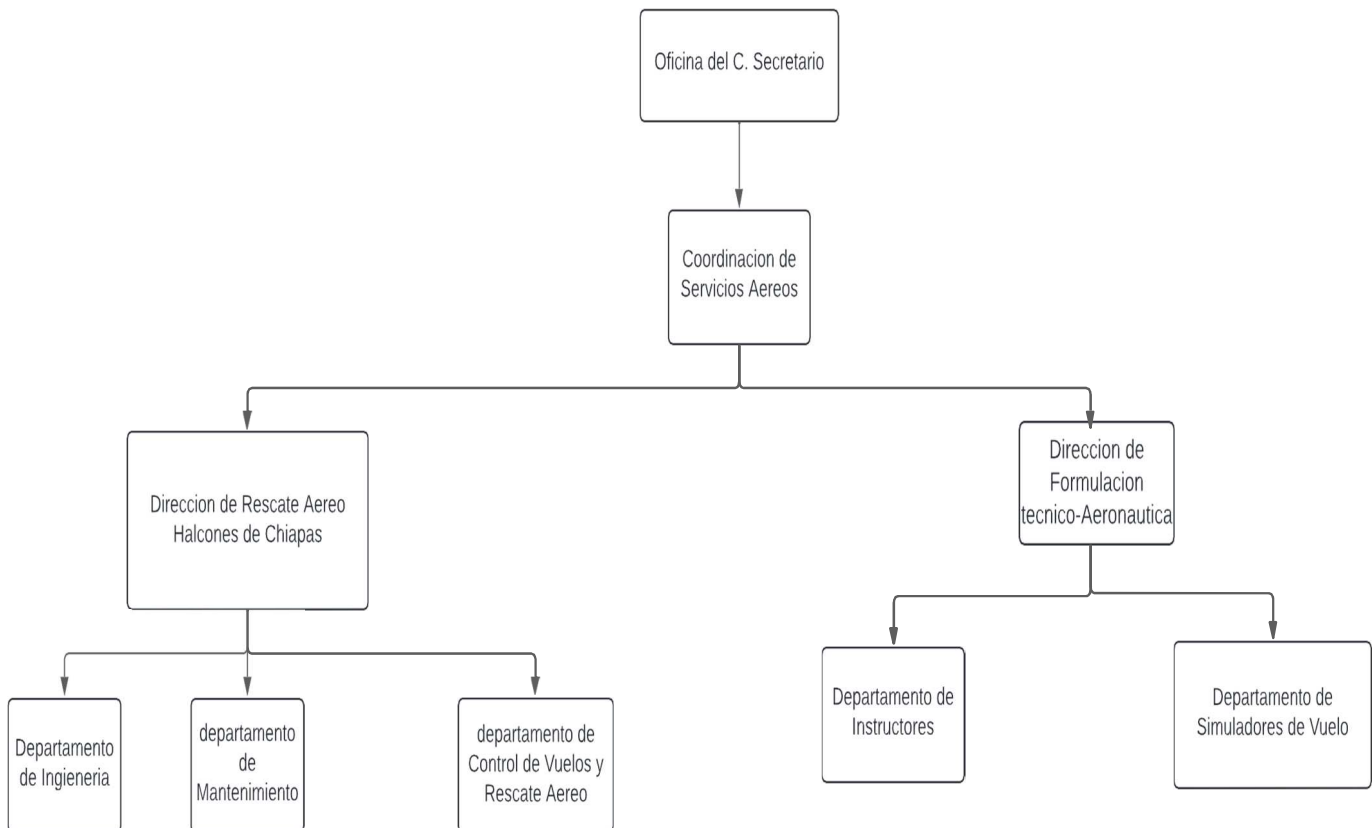 Oficina del C. Secretario
Coordinacion de
Servicios Aereos
Direccion de Rescate Aereo
Halcones de Chiapas
Direccion de
Formulacion
tecnico-Aeronautica
Departamento
de Ingieneria
departamento
de
Mantenimiento
departamento de
Control de Vuelos y
Rescate Aereo
Departamento de
Instructores
Departamento de
Simuladores de Vuelo